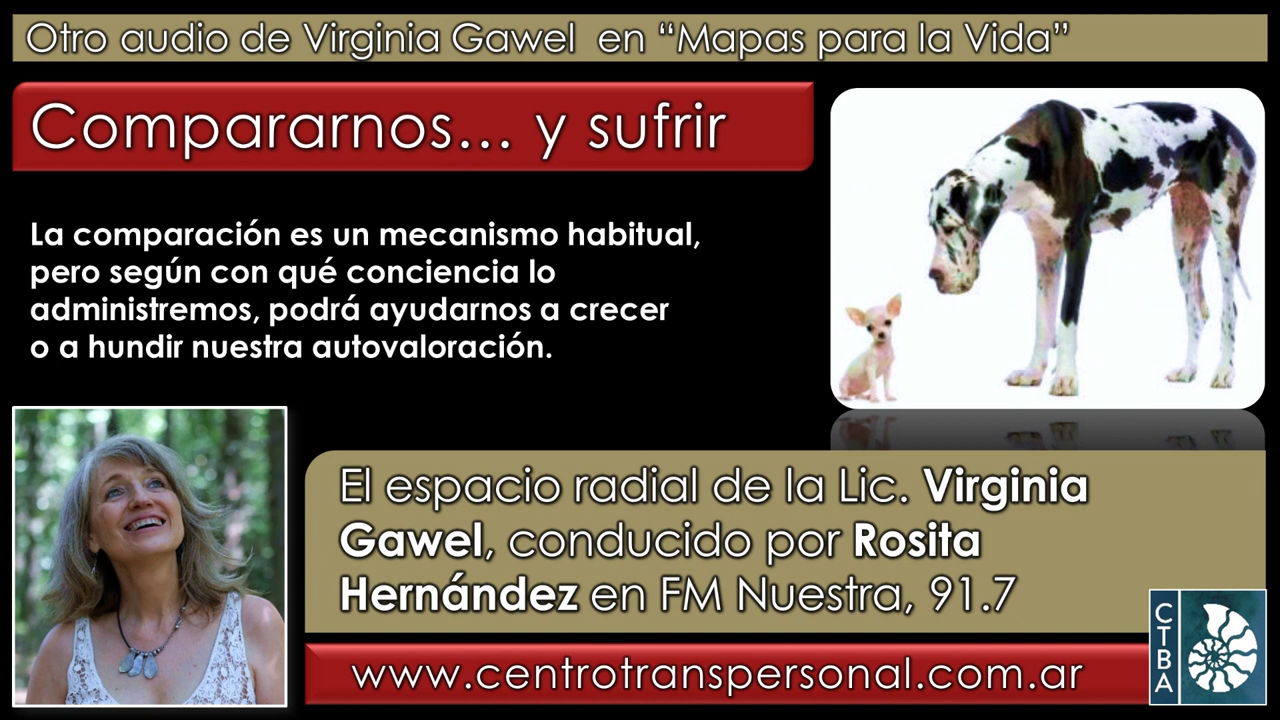 Otro audio de Virginia Gawel en “Mapas para la Vida”
Compararnos... y sufrir
La comparación es un mecanismo habitual,
pero según con qué conciencia lo
administremos, podrá ayudarnos a crecer
o a hundir nuestra autovaloración.
El espacio radial de la Lic. Virginia
Gawel, conducido por Rosita
Hernández en FM Nuestra, 91.7
www.centrotranspersonal.com.ar
CTBA